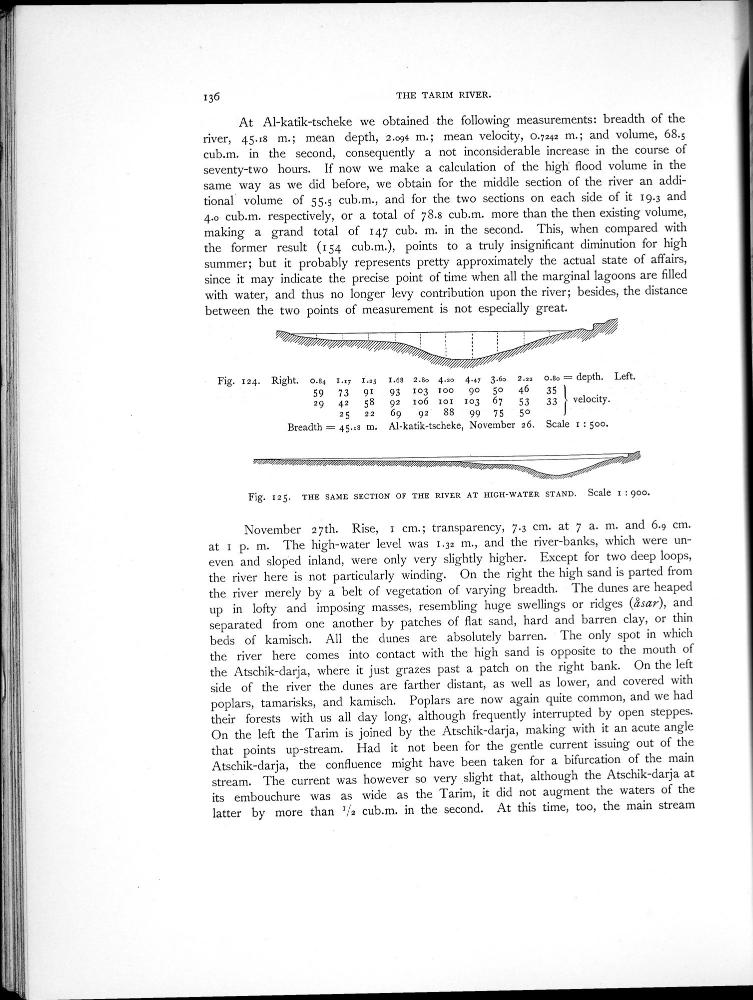 136
THE TARIM RIVER.
At Al-katik-tscheke we obtained the following measurements: breadth of the
river, 45.18 m.; mean depth, 2.094 m.; mean velocity, 0.7242 m.; and volume, 68.5
cub.m. in the second, consequently a not inconsiderable increase in the course of
seventy-two hours. If now we make a calculation of the high flood volume in the
same way as we did before, we obtain for the middle section of the river an addi-
tional volume of 55.5 cub.m., and for the two sections on each side of it 19.3 and
4.0 cub.m. respectively, or a total of 78.8 cub.m. more than the then existing volume,
making a grand total of 147 cub. m. in the second. This, when compared with
the former result (154 cub.m.), points to a truly insignificant diminution for high
summer; but it probably represents pretty approximately the actual state of affairs,
since it may indicate the precise point of time when all the marginal lagoons are filled
with water, and thus no longer levy contribution upon the river; besides, the distance
between the two points of measurement is not especially great.
Fig. 124. Right. 0.84 1.17 1.25 1.68 2.80 4.20 4.47 3.60 2.22 0.80 = depth. Left.
59 73 91 93 103 100 90 50 46 35
29 42 58 92 106 101 103 67 53 33 } velocity.
25 22 69 92 88 99 75 50
Breadth = 45.18 m. Al-katik-tscheke, November 26. Scale 1 : 500.
Fig. 125. THE SAME SECTION OF THE RIVER AT HIGH-WATER STAND. Scale 1 : 900.
November 27th. Rise, 1 cm.; transparency, 7.3 cm. at 7 a. m. and 6.9 cm.
at 1 p. m. The high-water level was 1.32 m., and the river-banks, which were un-
even and sloped inland, were only very slightly higher. Except for two deep loops,
the river here is not particularly winding. On the right the high sand is parted from
the river merely by a belt of vegetation of varying breadth. The dunes are heaped
up in lofty and imposing masses, resembling huge swellings or ridges (åsar), and
separated from one another by patches of flat sand, hard and barren clay, or thin
beds of kamisch. All the dunes are absolutely barren. The only spot in which
the river here comes into contact with the high sand is opposite to the mouth of
the Atschik-darja, where it just grazes past a patch on the right bank. On the left
side of the river the dunes are farther distant, as well as lower, and covered with
poplars, tamarisks, and kamisch. Poplars are now again quite common, and we had
their forests with us all day long, although frequently interrupted by open steppes.
On the left the Tarim is joined by the Atschik-darja, making with it an acute angle
that points up-stream. Had it not been for the gentle current issuing out of the
Atschik-darja, the confluence might have been taken for a bifurcation of the main
stream. The current was however so very slight that, although the Atschik-darja at
its embouchure was as wide as the Tarim, it did not augment the waters of the
latter by more than 1/2 cub.m. in the second. At this time, too, the main stream